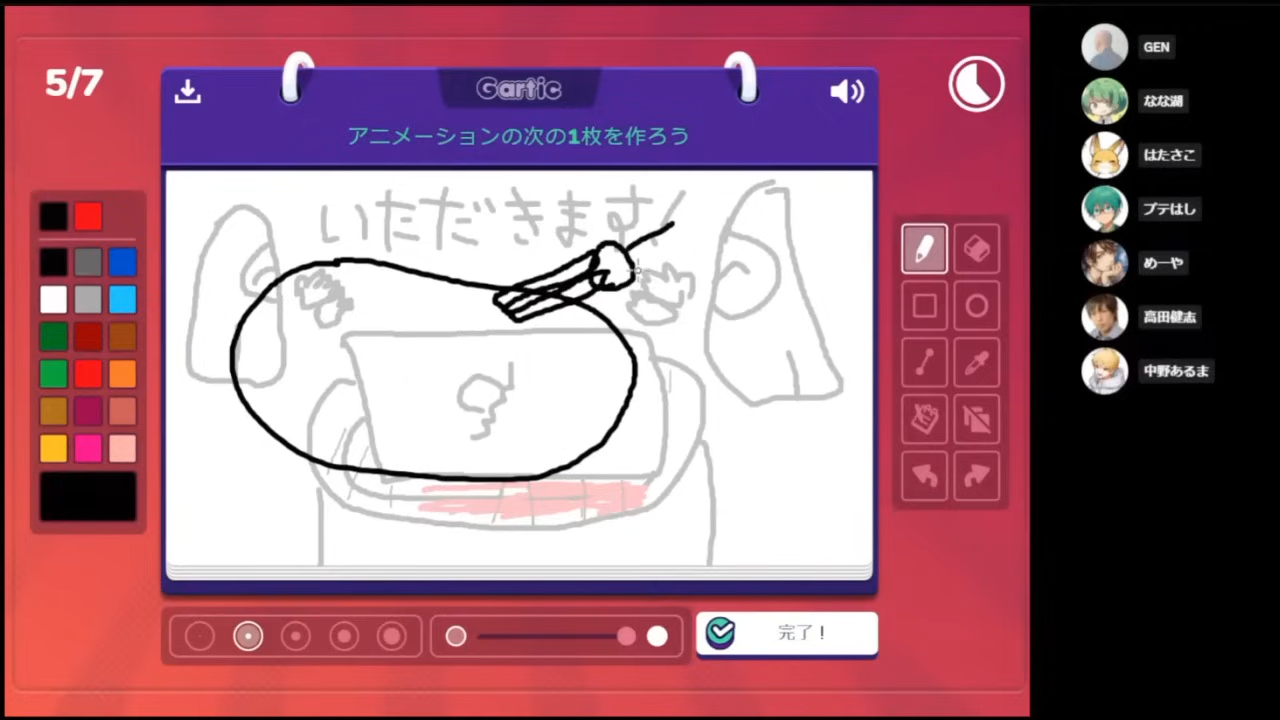 5/7
Gartic
アニメーションの次の1枚を作ろう
いただきます!
完了!
GEN
なな湖
はたさこ
プテはし
めーや
高田健志
中野あるま